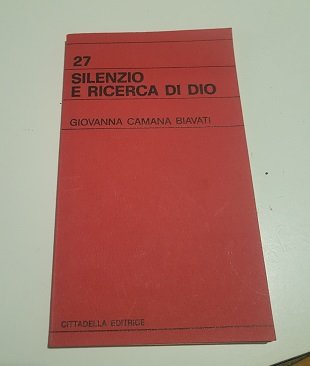 27
SILENZIO
E RICERCA DI DIO
GIOVANNA CAMANA BIAVATI
CITTADELLA EDITRICE